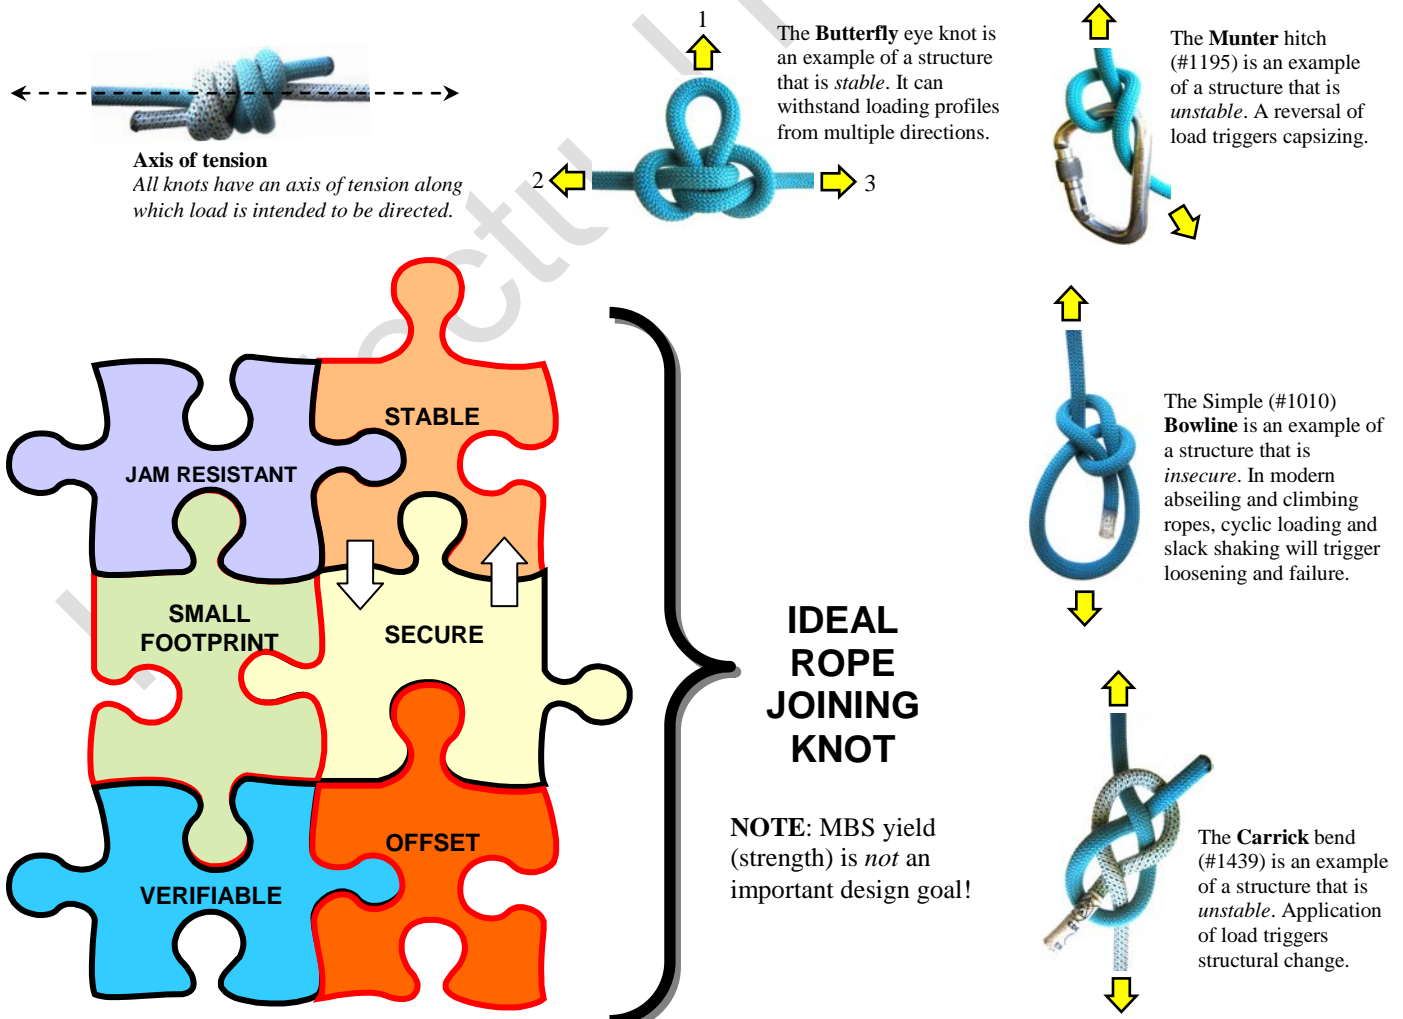 Axis of tension
All knots have an axis of tension along
which load is intended to be directed.
1
2
3
The Butterfly eye knot is
an example of a structure
that is stable. It can
withstand loading profiles
from multiple directions.
The Munter hitch
(#1195) is an example
of a structure that is
unstable. A reversal of
load triggers capsizing.
STABLE
JAM RESISTANT
SMALL
FOOTPRINT
SECURE
OFFSET
VERIFIABLE
IDEAL
ROPE
JOINING
KNOT
NOTE: MBS yield
(strength) is not an
important design goal!
The Simple (#1010)
Bowline is an example of
a structure that is
insecure. In modern
abseiling and climbing
ropes, cyclic loading and
slack shaking will trigger
loosening and failure.
The Carrick bend
(#1439) is an example
of a structure that is
unstable. Application
of load triggers
structural change.